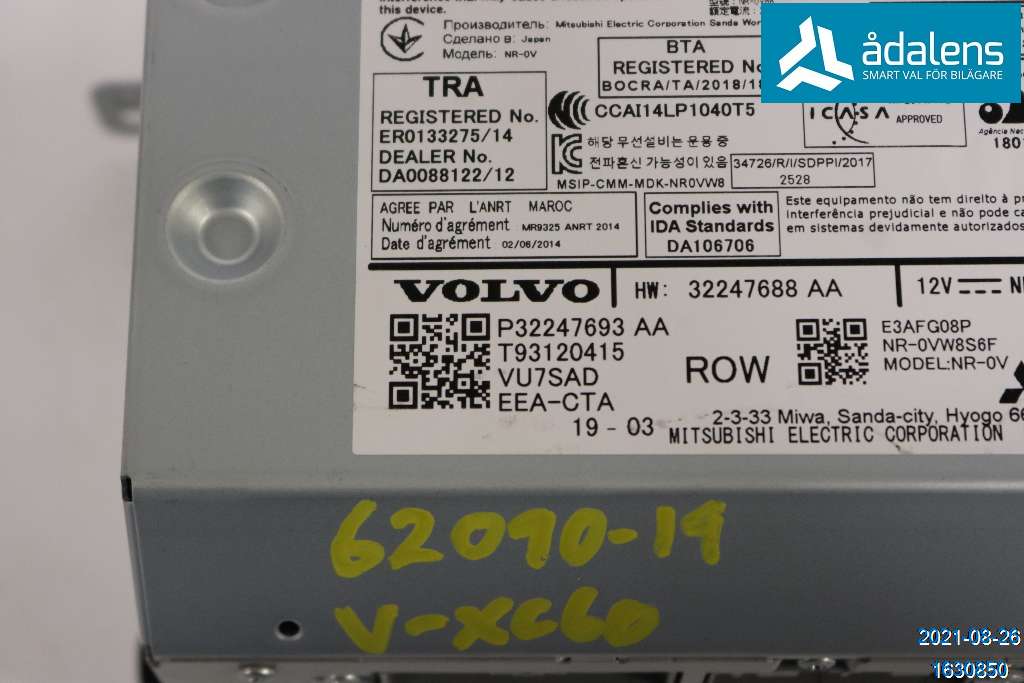 this device.
Производитель: Mitsubishi Electric Corporation Sanda Wor
Сделано в: Japan
Модель: NR-0V
BTA
REGISTERED No
BOCRA/TA/2018/18
TRA
REGISTERED No.
ER0133275/14
DEALER No.
DA0088122/12
CCAI14LP1040T5
ICASA APPROVED
해당 무선설비는 운용 중
전파혼신 가능성이 있음
MSIP-CMM-MDK-NR0VW8
34726/R/I/SDPPI/2017
2528
Agência Nac
180
AGREE PAR L'ANRT MAROC
Numéro d'agrément MR9325 ANRT 2014
Date d'agrément 02/06/2014
Complies with
IDA Standards
DA106706
Este equipamento não tem direito à pr
interferência prejudicial e não pode ca
em sistemas devidamente autorizados
VOLVO
HW: 32247688 AA
12V
P32247693 AA
T93120415
VU7SAD
EEA-CTA
19-03
ROW
E3AFG08P
NR-0VW8S6F
MODEL:NR-0V
2-3-33 Miwa, Sanda-city, Hyogo 66
MITSUBISHI ELECTRIC CORPORATION
62090-19
V-XC60
ådalens
SMART VAL FÖR BILÄGARE
2021-08-26
1630850